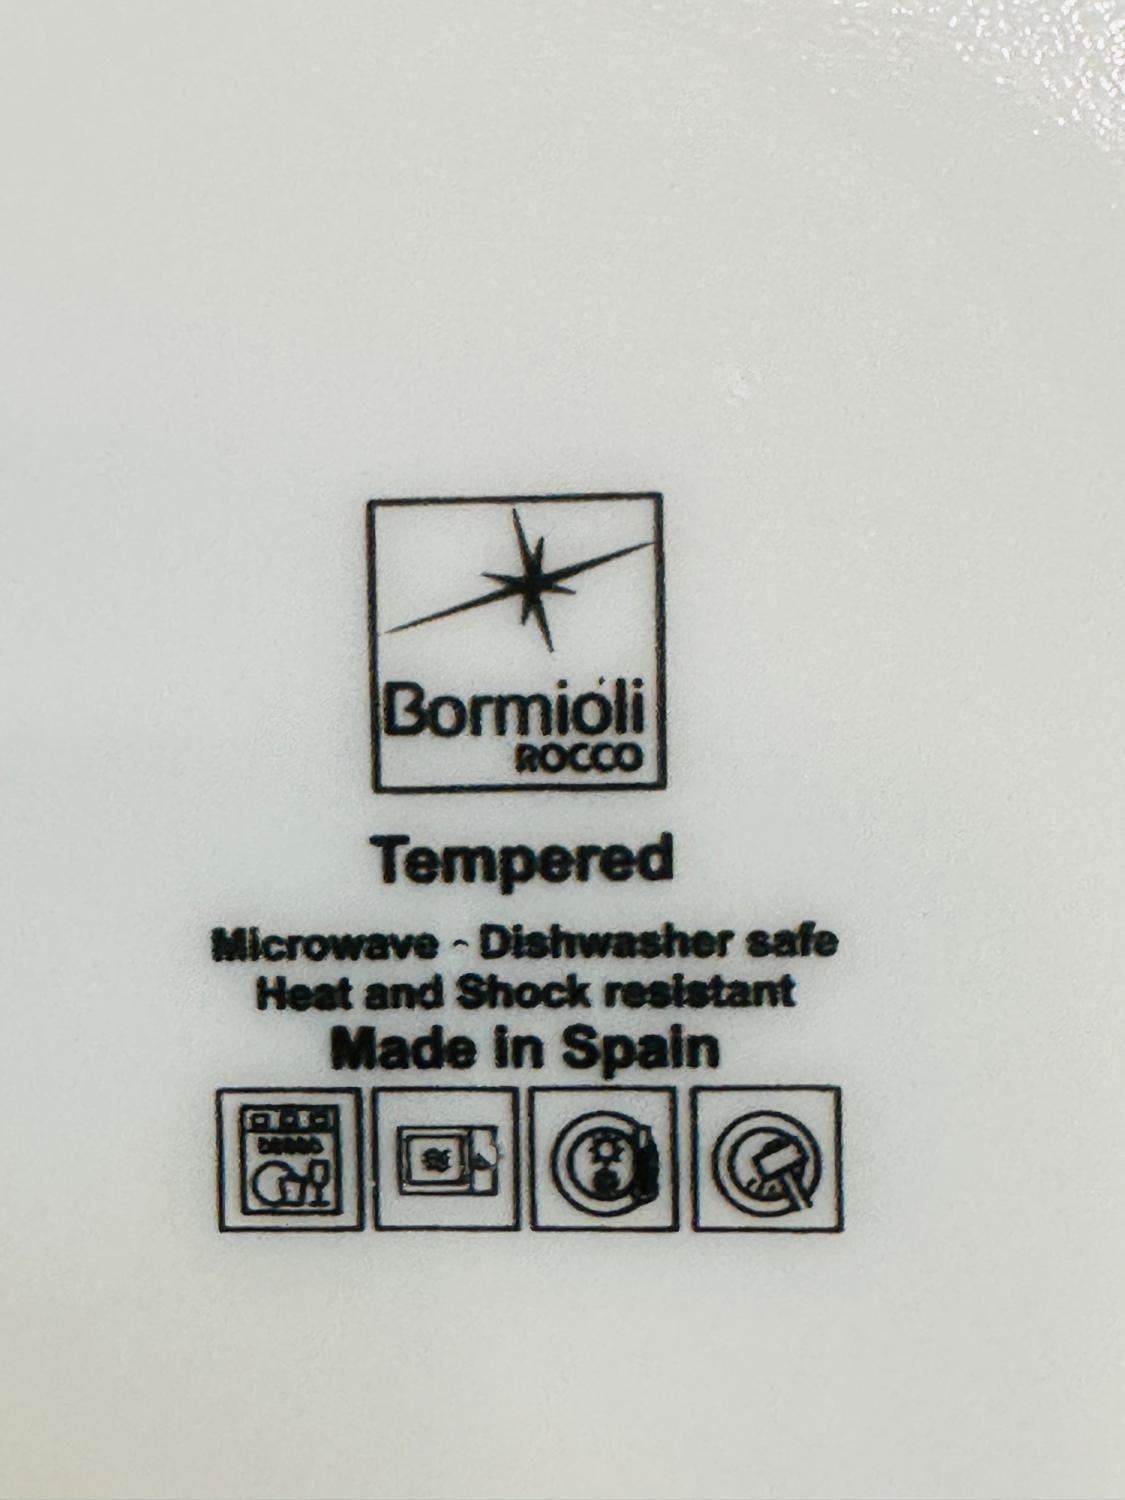 Bormioli
ROCCO
Tempered
Microwave - Dishwasher safe
Heat and Shock resistant
Made in Spain